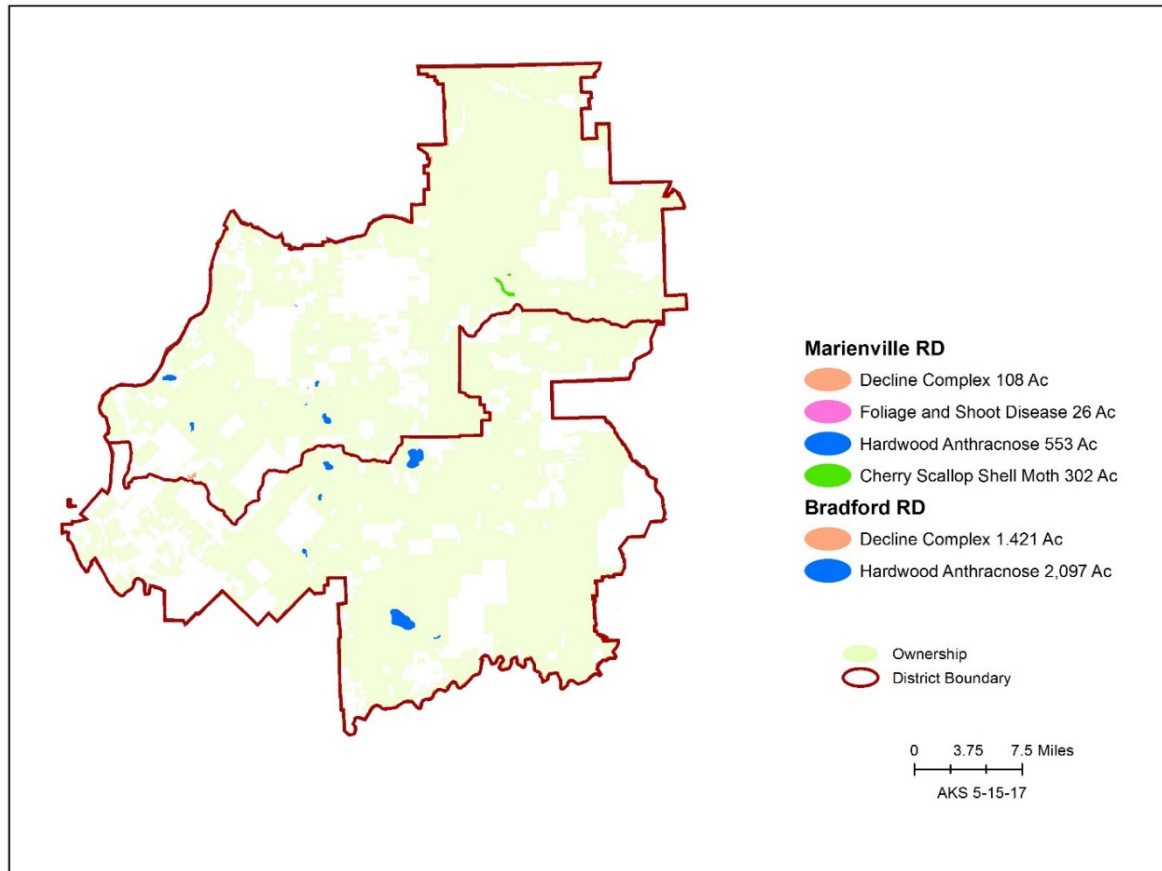 Marienville RD
Decline Complex 108 Ac
Foliage and Shoot Disease 26 Ac
Hardwood Anthracnose 553 Ac
Cherry Scallop Shell Moth 302 Ac
Bradford RD
Decline Complex 1.421 Ac
Hardwood Anthracnose 2,097 Ac
Ownership
District Boundary
0 3.75 7.5 Miles
AKS 5-15-17